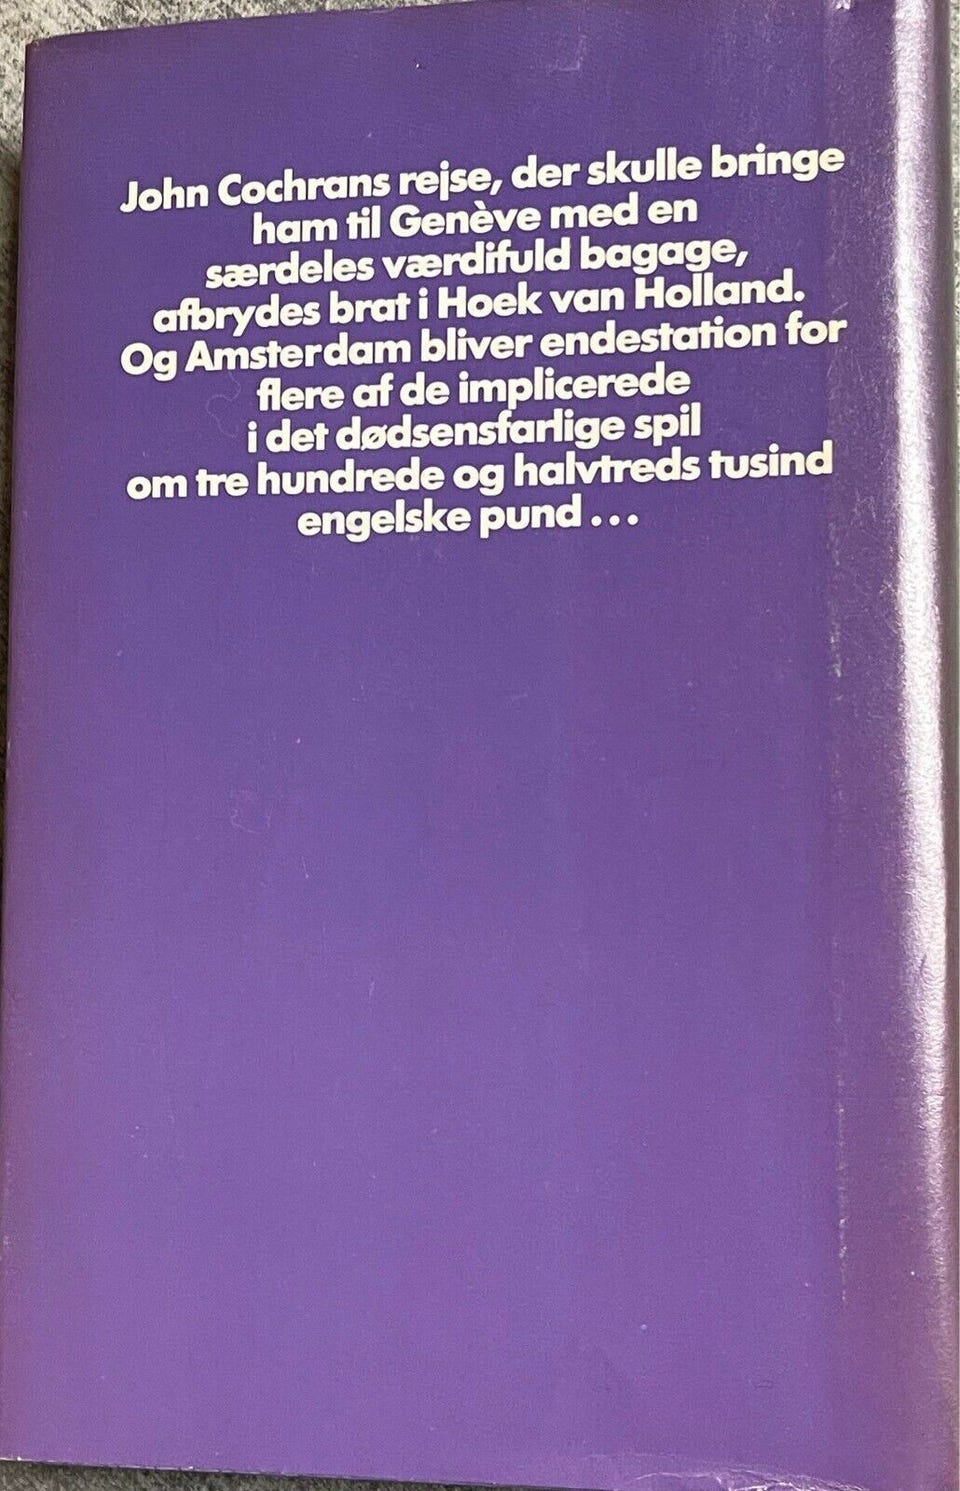 John Cochrans rejse, der skulle bringe
ham til Genève med en
særdeles værdifuld bagage,
afbrydes brat i Hoek van Holland.
Og Amsterdam bliver endestation for
flere af de implicerede
i det dødsensfarlige spil
om tre hundrede og halvtreds tusind
engelske pund...